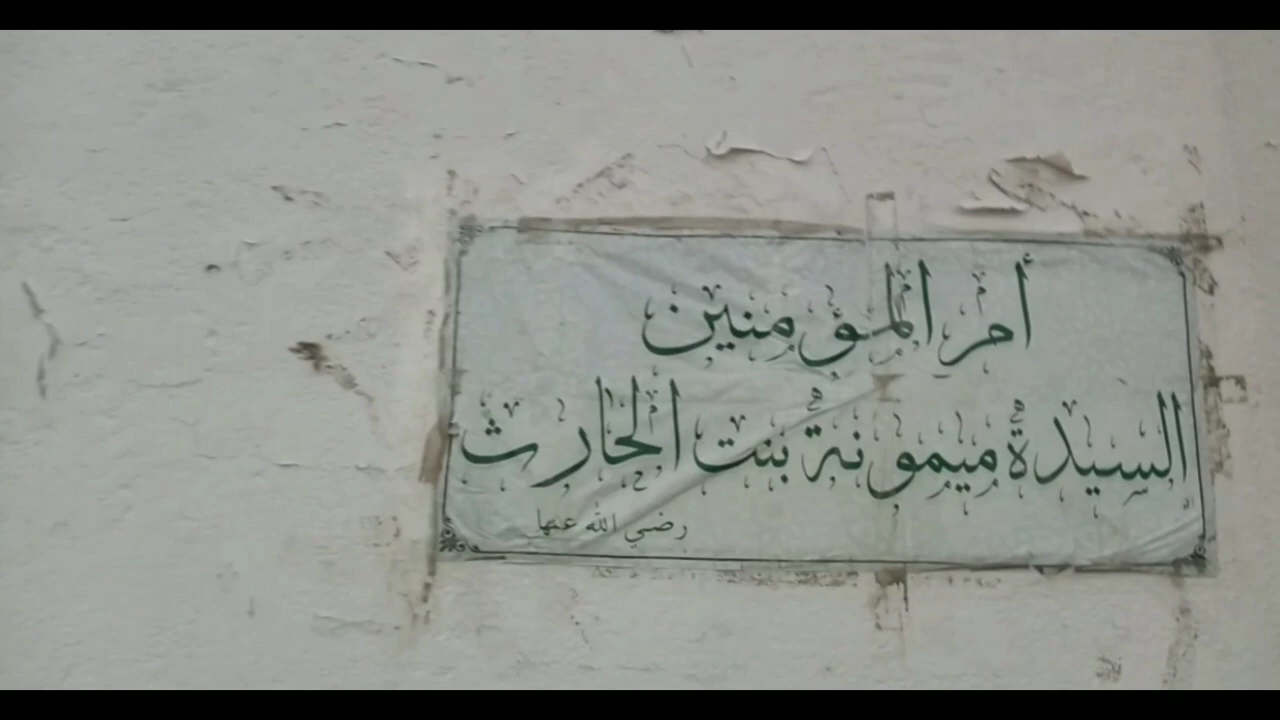 أم المؤمنين
السيدة ميمونة بنت الحارث
رضي الله عنها